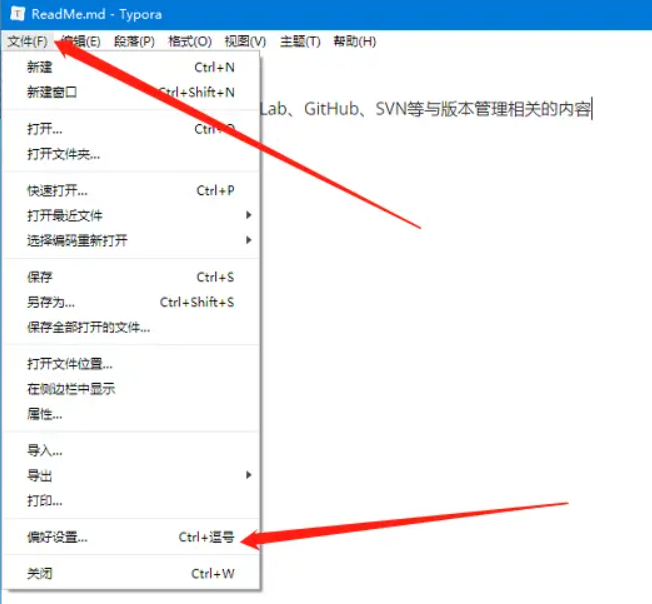 ReadMe.md - Typora
文件(F) 编辑(E) 段落(P) 格式(O) 视图(V) 主题(T) 帮助(H)
新建 Ctrl+N
新建窗口 Ctrl+Shift+N
Lab、GitHub、SVN等与版本管理相关的内容
打开... Ctrl+O
打开文件夹...
快速打开... Ctrl+P
打开最近文件
选择编码重新打开
保存 Ctrl+S
另存为... Ctrl+Shift+S
保存全部打开的文件...
打开文件位置...
在侧边栏中显示
属性...
导入...
导出
打印...
偏好设置... Ctrl+逗号
关闭 Ctrl+W